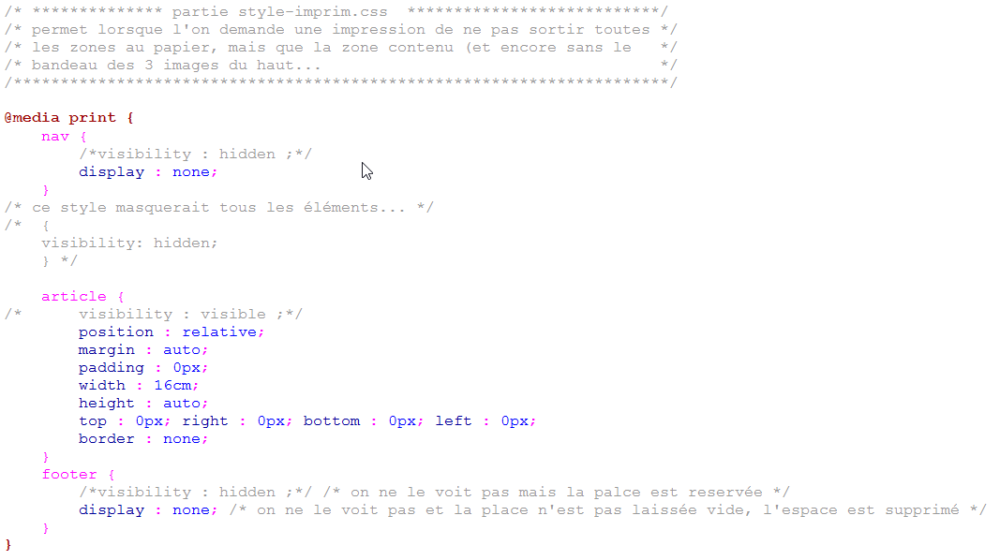 /* ************** partie style-imprim.css  ***************************/
/* permet lorsque l'on demande une impression de ne pas sortir toutes */
/* les zones au papier, mais que la zone contenu (et encore sans le   */
/* bandeau des 3 images du haut...                                    */
/**********************************************************************/

@media print {
    nav {
        /*visibility : hidden ;*/
        display : none;
    }
/* ce style masquerait tous les éléments... */
/*  {
    visibility: hidden;
    } */

    article {
/*      visibility : visible ;*/
        position : relative;
        margin : auto;
        padding : 0px;
        width : 16cm;
        height : auto;
        top : 0px; right : 0px; bottom : 0px; left : 0px;
        border : none;
    }
    footer {
        /*visibility : hidden ;*/ /* on ne le voit pas mais la palce est reservée */
        display : none; /* on ne le voit pas et la place n'est pas laissée vide, l'espace est supprimé */
    }
}